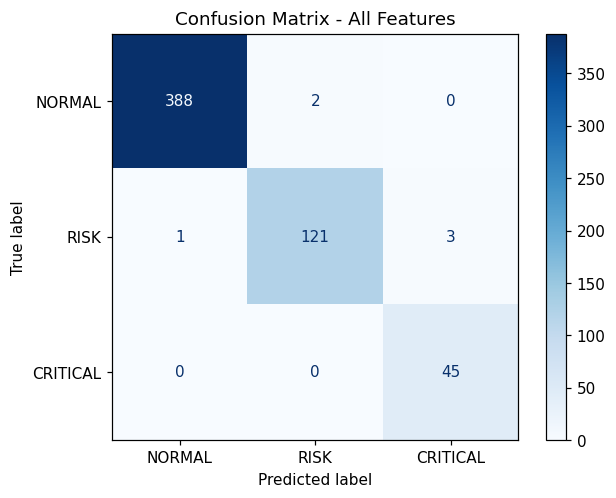 Confusion Matrix - All Features
NORMAL 388 2 0
RISK 1 121 3
CRITICAL 0 0 45
NORMAL RISK CRITICAL
Predicted label
True label
350
300
250
200
150
100
50
0